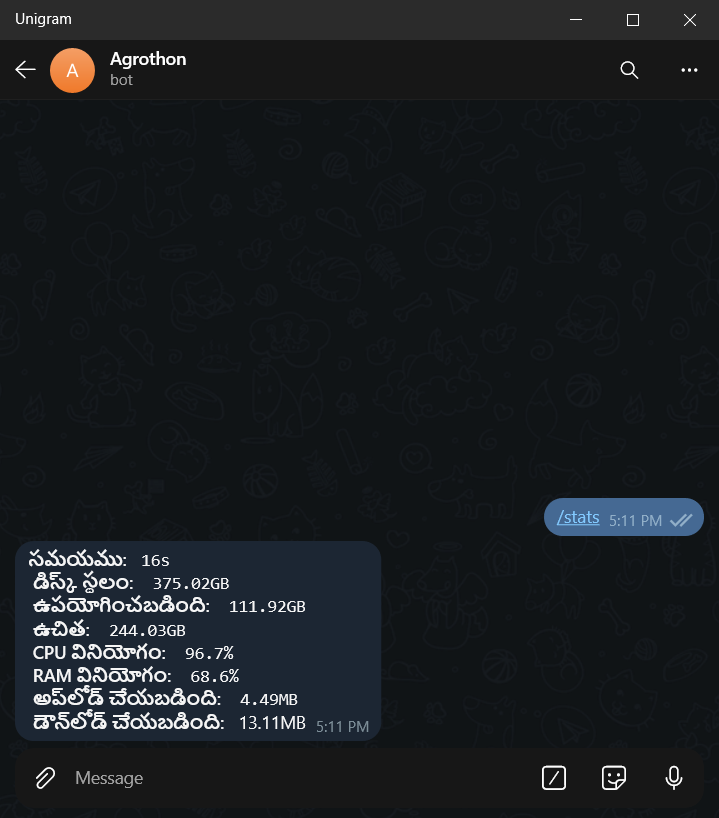 Unigram
A
Agrothon
bot
/stats 5:11 PM
సమయము: 16s
డిస్క్ స్థలం: 375.02GB
ఉపయోగించబడింది: 111.92GB
ఉచిత: 244.03GB
CPU వినియోగం: 96.7%
RAM వినియోగం: 68.6%
అప్‌లోడ్ చేయబడింది: 4.49MB
డౌన్‌లోడ్ చేయబడింది: 13.11MB 5:11 PM
Message